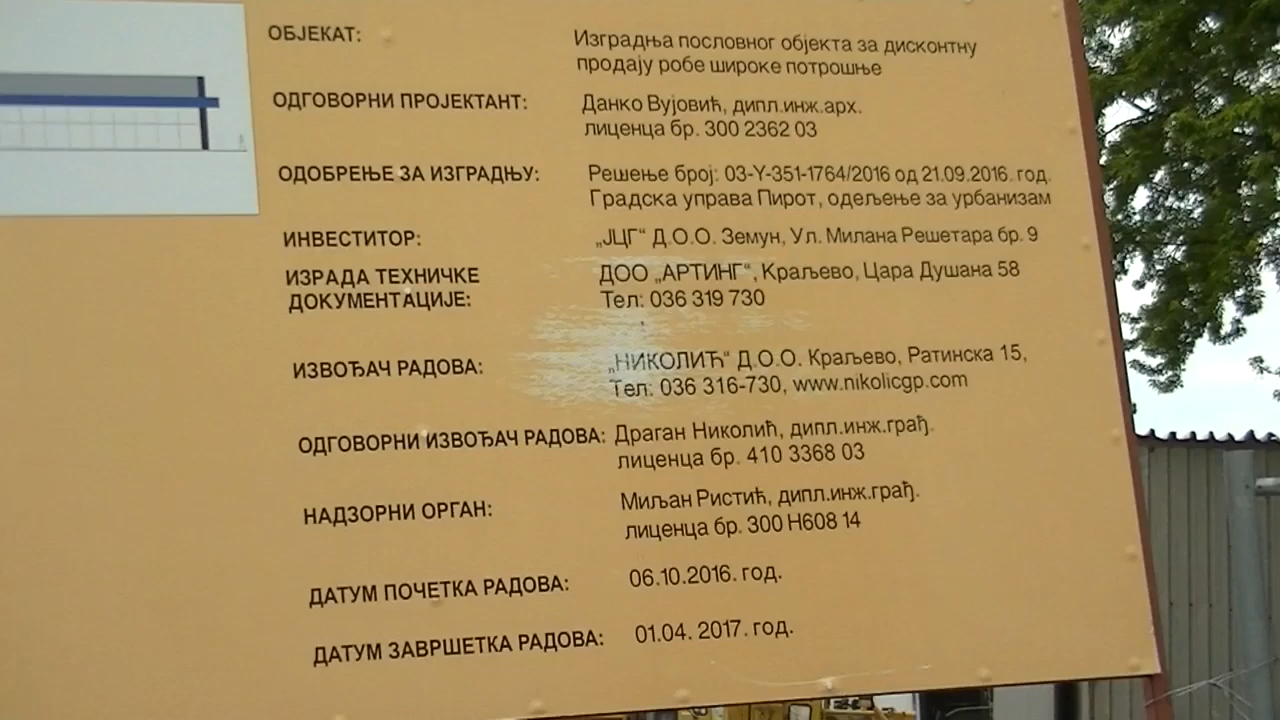 ОБЈЕКАТ: Изградња пословног објекта за дисконтну
продају робе широке потрошње
ОДГОВОРНИ ПРОЈЕКТАНТ: Данко Вујовић, дипл.инж.арх.
лиценца бр. 300 2362 03
ОДОБРЕЊЕ ЗА ИЗГРАДЊУ: Решење број: 03-Y-351-1764/2016 од 21.09.2016. год.
Градска управа Пирот, одељење за урбанизам
ИНВЕСТИТОР: „ЈЦГ“ Д.О.О. Земун, Ул. Милана Решетара бр. 9
ИЗРАДА ТЕХНИЧКЕ ДОО „АРТИНГ“, Краљево, Цара Душана 58
ДОКУМЕНТАЦИЈЕ: Тел: 036 319 730
ИЗВОЂАЧ РАДОВА: „НИКОЛИЋ“ Д.О.О. Краљево, Ратинска 15,
Тел: 036 316-730, www.nikolicgp.com
ОДГОВОРНИ ИЗВОЂАЧ РАДОВА: Драган Николић, дипл.инж.грађ.
лиценца бр. 410 3368 03
НАДЗОРНИ ОРГАН: Миљан Ристић, дипл.инж.грађ.
лиценца бр. 300 Н608 14
ДАТУМ ПОЧЕТКА РАДОВА: 06.10.2016. год.
ДАТУМ ЗАВРШЕТКА РАДОВА: 01.04. 2017. год.